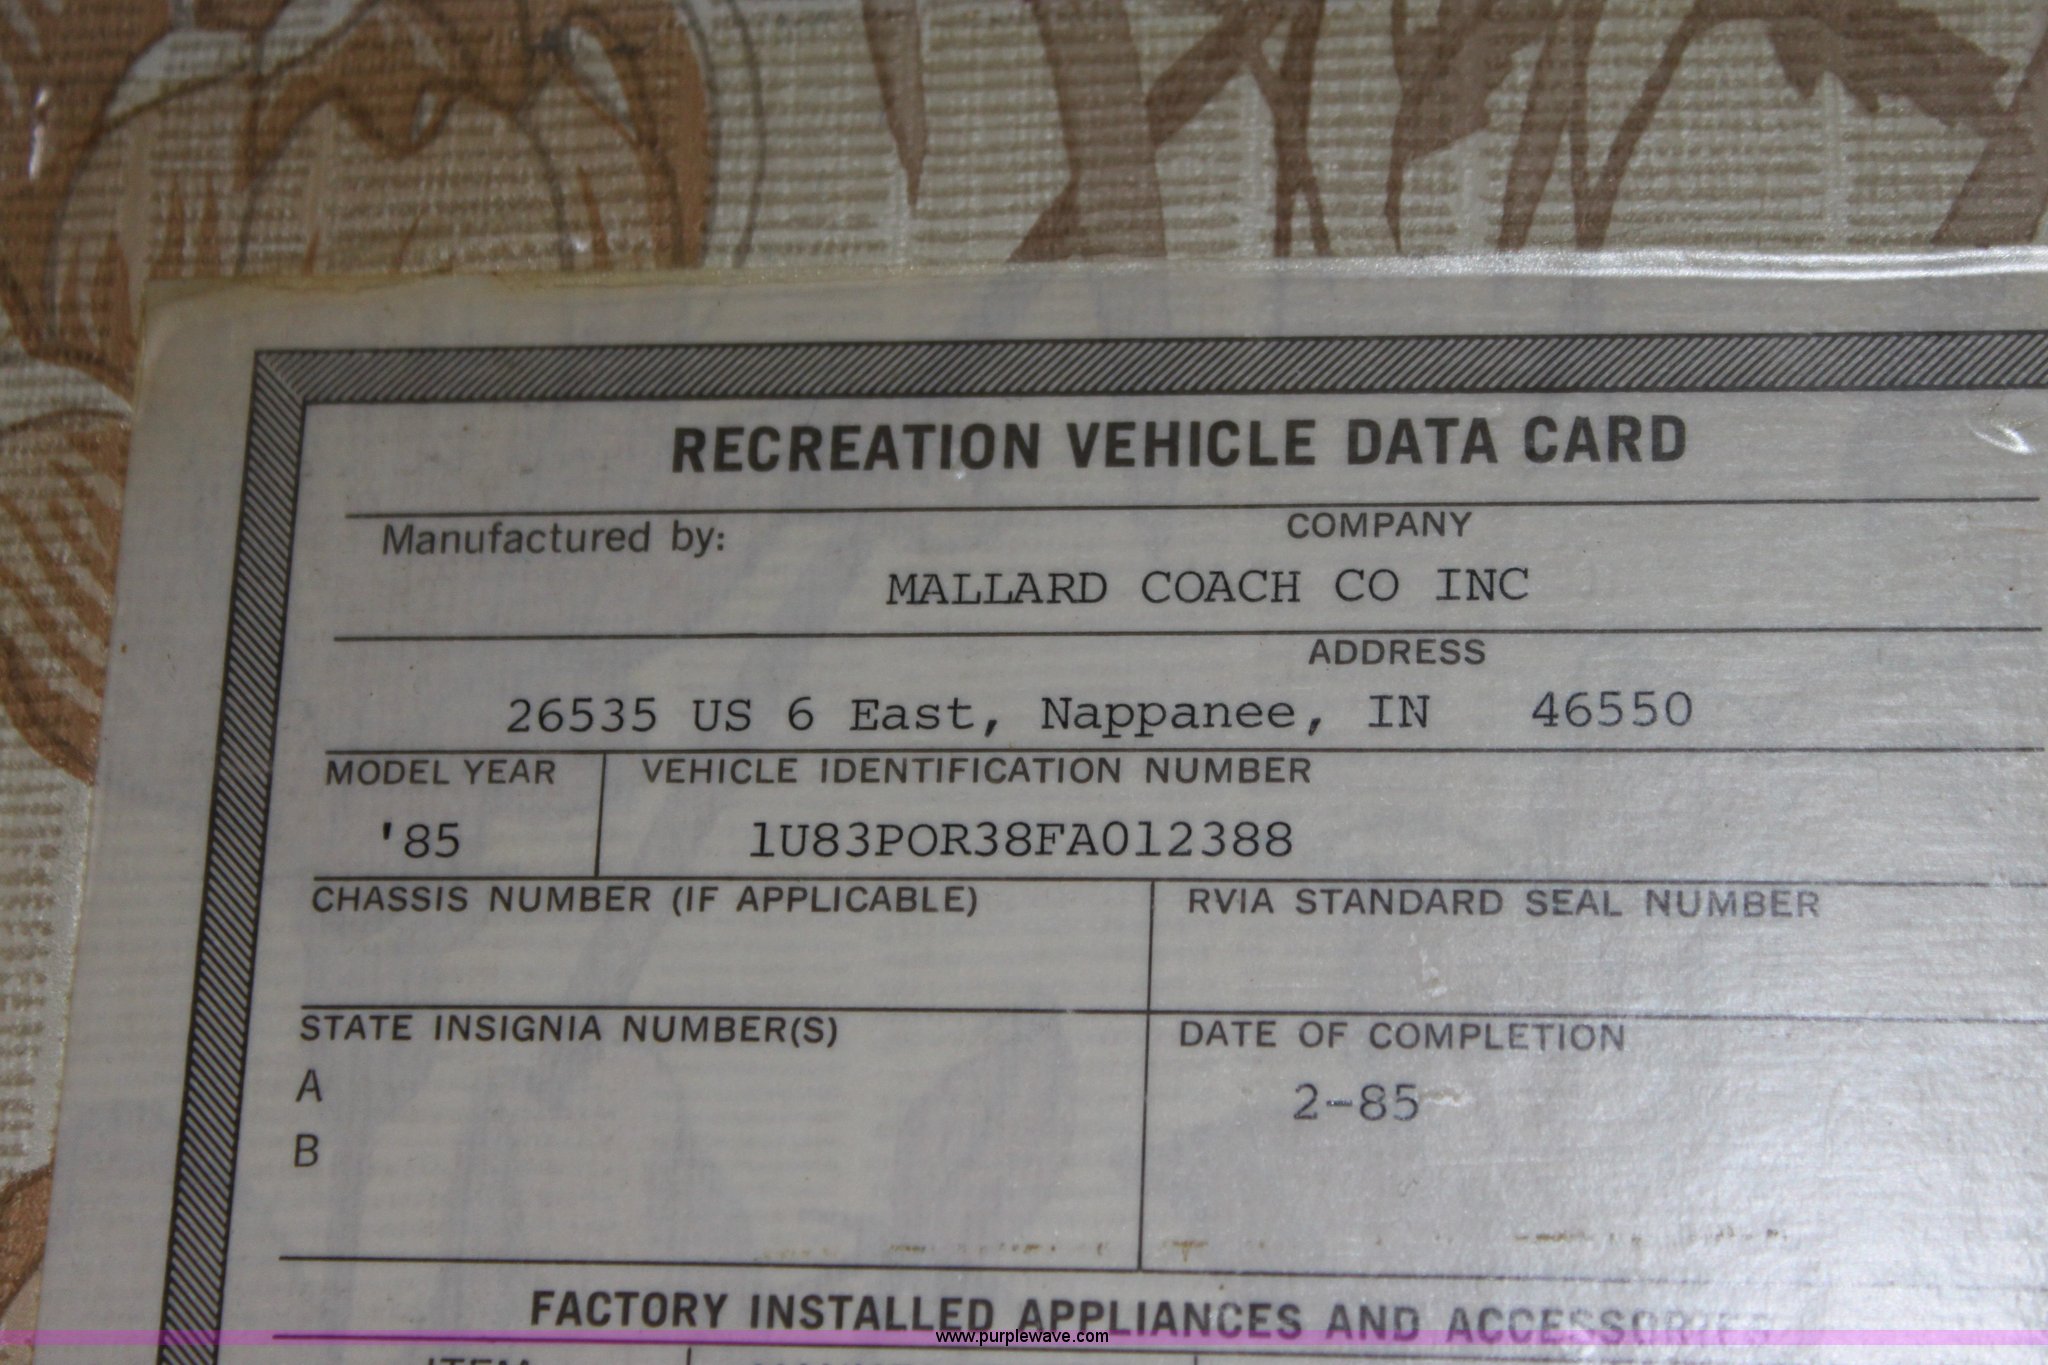 RECREATION VEHICLE DATA CARD
Manufactured by:
COMPANY
MALLARD COACH CO INC
ADDRESS
26535 US 6 East, Nappanee, IN 46550
MODEL YEAR
VEHICLE IDENTIFICATION NUMBER
'85
1U83POR38FA012388
CHASSIS NUMBER (IF APPLICABLE)
RVIA STANDARD SEAL NUMBER
STATE INSIGNIA NUMBER(S)
DATE OF COMPLETION
A
2-85
B
FACTORY INSTALLED APPLIANCES AND ACCESSORIES
www.purplewave.com
ITEM